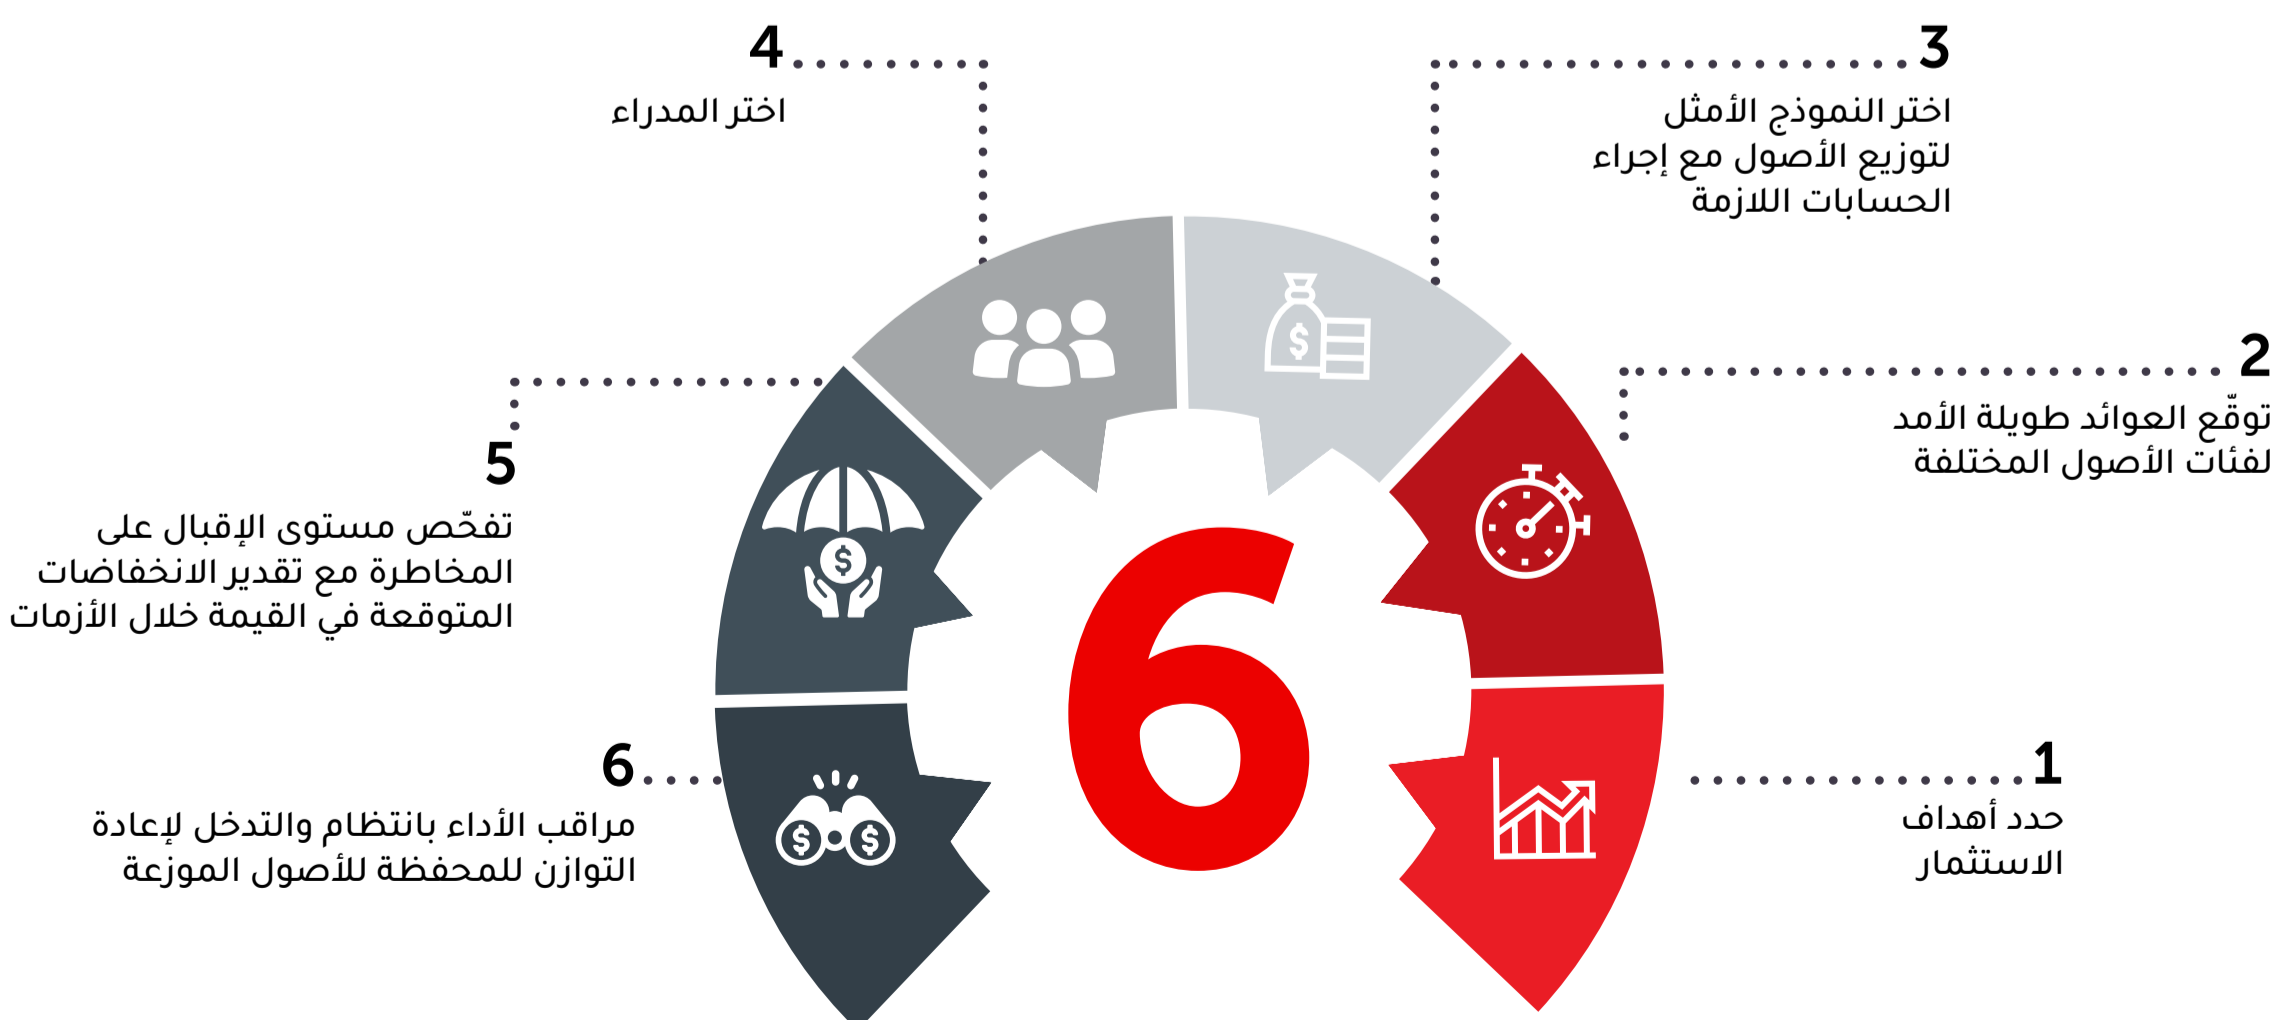 1
حدد أهداف
الاستثمار
2
توقّع العوائد طويلة الأمد
لفئات الأصول المختلفة
3
اختر النموذج الأمثل
لتوزيع الأصول مع إجراء
الحسابات اللازمة
4
اختر المدراء
5
تفحّص مستوى الإقبال على
المخاطرة مع تقدير الانخفاضات
المتوقعة في القيمة خلال الأزمات
6
مراقب الأداء بانتظام والتدخل لإعادة
التوازن للمحفظة للأصول الموزعة
6
$
$
$ $